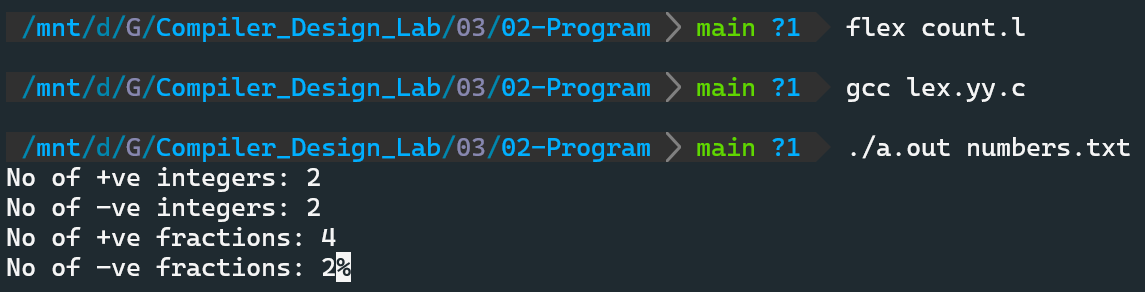 /mnt/d/G/Compiler_Design_Lab/03/02-Program main ?1 flex count.l
/mnt/d/G/Compiler_Design_Lab/03/02-Program main ?1 gcc lex.yy.c
/mnt/d/G/Compiler_Design_Lab/03/02-Program main ?1 ./a.out numbers.txt
No of +ve integers: 2
No of -ve integers: 2
No of +ve fractions: 4
No of -ve fractions: 2%